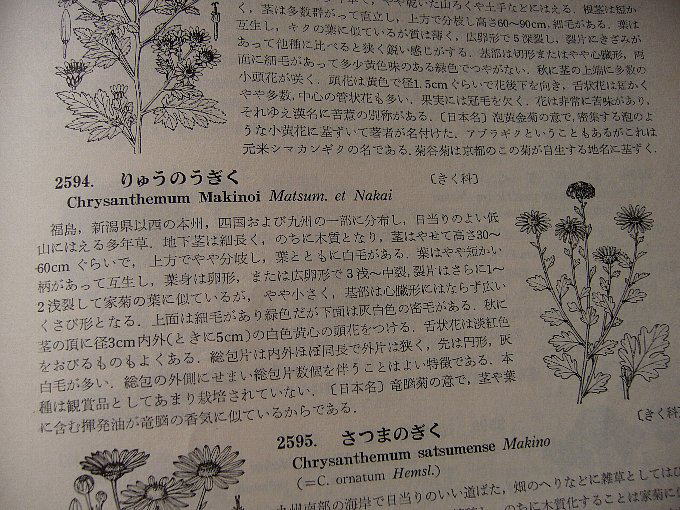 く，茎は多数群がって直立し，上方で分岐し高さ60～90cm，細毛がある．葉は
互生し，キクの葉に似ているが質は薄く，広卵形で5深裂し，裂片にきざみが
あって他種に比べると狭く鋭い感じがする．基部は切形またはやや心臓形，両
面に細毛があって多少黄色味のある緑色でつやがない．秋に茎の上端に多数の
小頭花が咲く．頭花は黄色で径1.5cmぐらいで花後下を向き，舌状花は短かく
やや多数，中心の管状花も多い．果実には冠毛を欠く．花は非常に苦味があり，
それゆえ漢名に苦薏の別称がある．〔日本名〕泡黄金菊の意で，密集する泡のよ
うな小黄花に基ずいて著者が名付けた．アブラギクということもあるがこれは
元来シマカンギクの名である．菊谷菊は京都のこの菊が自生する地名に基ずく．
2594. りゅうのうぎく 〔きく科〕
Chrysanthemum Makinoi Matsum. et Nakai
福島，新潟県以西の本州，四国および九州の一部に分布し，日当りのよい低
山にはえる多年草．地下茎は細長く，のちに木質となり，茎はやせて高さ30～
60cm ぐらいで，上方でやや分岐し，葉とともに白毛がある．葉はやや短かい
柄があって互生し，葉身は卵形，または広卵形で3浅～中裂，裂片はさらに1～
2浅裂して家菊の葉に似ているが，やや小さく，基部は心臓形にはならず広い
くさび形となる．上面は細毛があり緑色だが下面は灰白色の密毛がある．秋に
茎の頂に径3cm内外(ときに5cm)の白色黄心の頭花をつける．舌状花は淡紅色
をおびるものもよくある．総包片は内外ほぼ同長で外片は狭く，先は円形，灰
白毛が多い．総包の外側にせまい総包片数個を伴うことはよい特徴である．本
種は観賞品としてあまり栽培されていない．〔日本名〕竜脳菊の意で，茎や葉
に含む揮発油が竜脳の香気に似ているからである．
2595. さつまのぎく 〔きく科〕
Chrysanthemum satsumense Makino
(=C. ornatum Hemsl.)
九州南部の海岸で日当りのいい道ばた，畑のへりなどに雑草としてはび